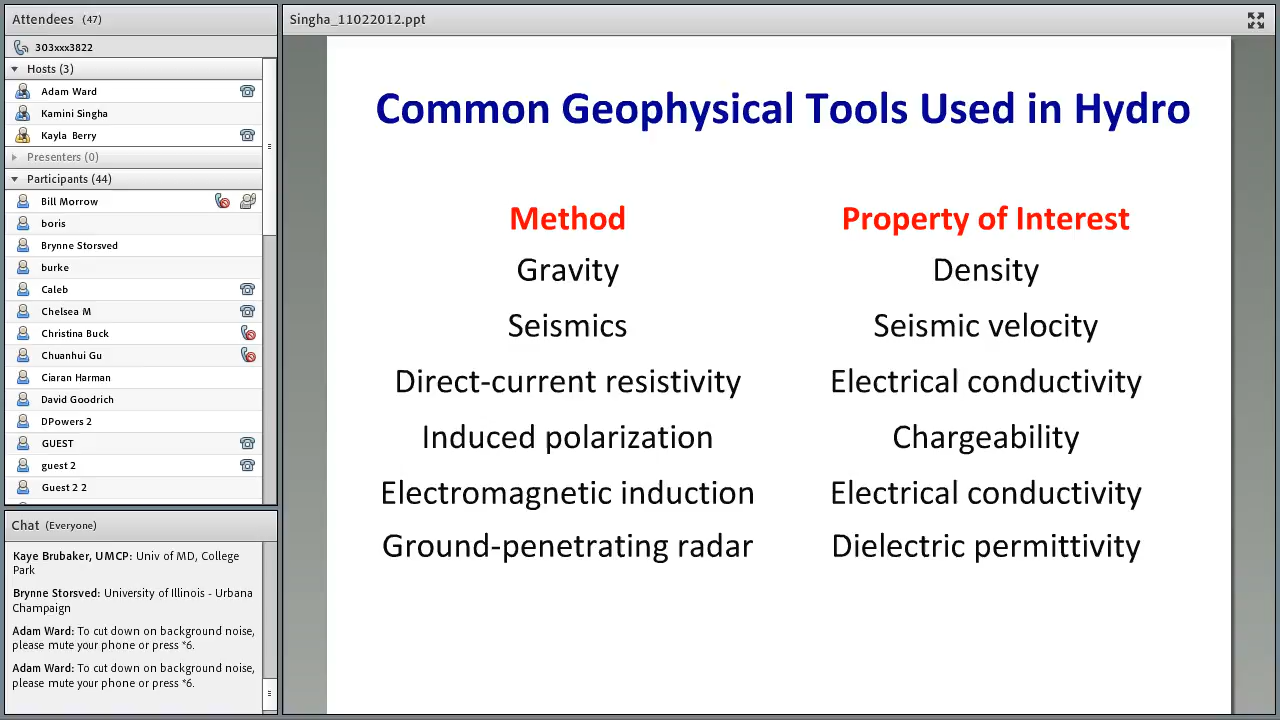 Attendees (47)
303xxx3822
Hosts (3)
Adam Ward
Kamini Singha
Kayla Berry
Presenters (0)
Participants (44)
Bill Morrow
boris
Brynne Storsved
burke
Caleb
Chelsea M
Christina Buck
Chuanhui Gu
Ciaran Harman
David Goodrich
DPowers 2
GUEST
guest 2
Guest 2 2
Chat (Everyone)
Kaye Brubaker, UMCP: Univ of MD, College
Park
Brynne Storsved: University of Illinois - Urbana
Champaign
Adam Ward: To cut down on background noise,
please mute your phone or press *6.
Adam Ward: To cut down on background noise,
please mute your phone or press *6.
Singha_11022012.ppt
Common Geophysical Tools Used in Hydro
Method Property of Interest
Gravity Density
Seismics Seismic velocity
Direct-current resistivity Electrical conductivity
Induced polarization Chargeability
Electromagnetic induction Electrical conductivity
Ground-penetrating radar Dielectric permittivity